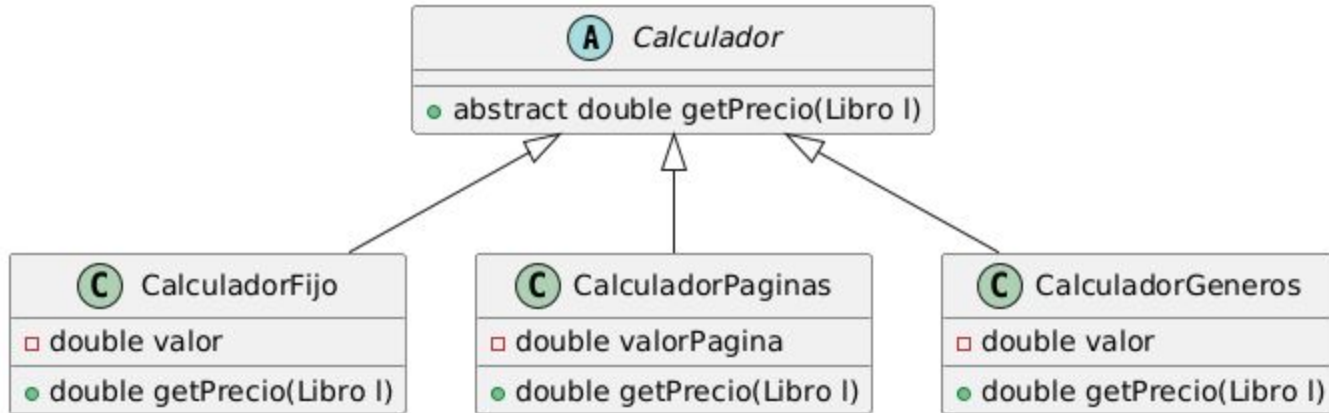 A Calculador
abstract double getPrecio(Libro l)
C CalculadorFijo
double valor
double getPrecio(Libro l)
C CalculadorPaginas
double valorPagina
double getPrecio(Libro l)
C CalculadorGeneros
double valor
double getPrecio(Libro l)